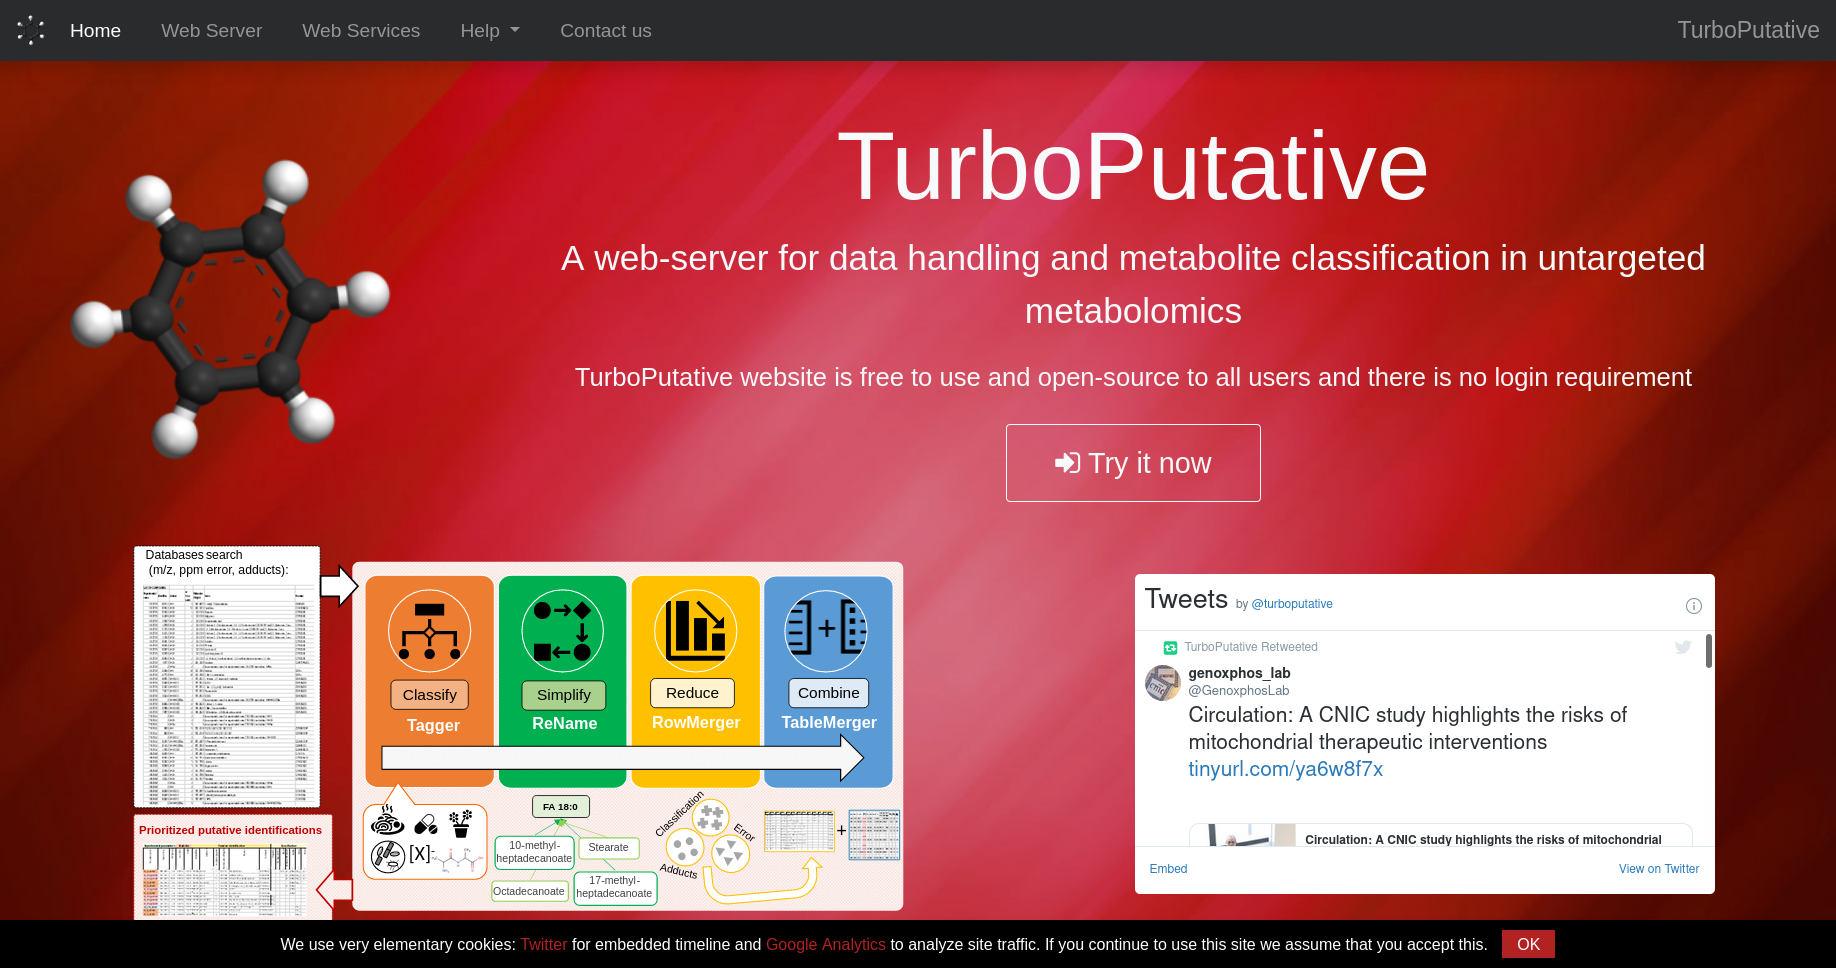 Home
Web Server
Web Services
Help
Contact us
TurboPutative
TurboPutative
A web-server for data handling and metabolite classification in untargeted
metabolomics
TurboPutative website is free to use and open-source to all users and there is no login requirement
Try it now
Databases search
(m/z, ppm error, adducts):
Classify
Tagger
Simplify
ReName
Reduce
RowMerger
Combine
TableMerger
[X]-
FA 18:0
10-methyl-
heptadecanoate
Stearate
Octadecanoate
17-methyl-
heptadecanoate
Classification
Error
Adducts
+
Prioritized putative identifications
Tweets by @turboputative
TurboPutative Retweeted
genoxphos_lab
@GenoxphosLab
Circulation: A CNIC study highlights the risks of
mitochondrial therapeutic interventions
tinyurl.com/ya6w8f7x
Circulation: A CNIC study highlights the risks of mitochondrial
Embed
View on Twitter
We use very elementary cookies: Twitter for embedded timeline and Google Analytics to analyze site traffic. If you continue to use this site we assume that you accept this.
OK